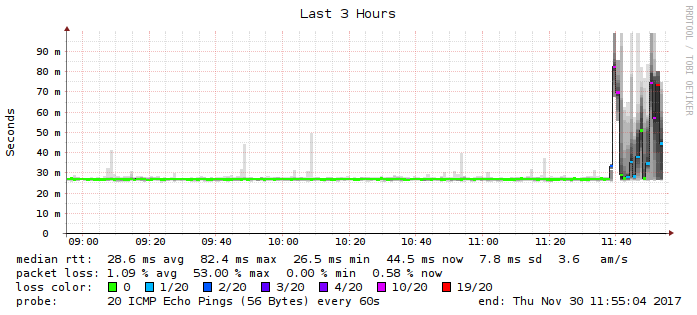 Last 3 Hours
RRDTOOL / TOBI OETIKER
Seconds
90 m
80 m
70 m
60 m
50 m
40 m
30 m
20 m
10 m
0
09:00 09:20 09:40 10:00 10:20 10:40 11:00 11:20 11:40
median rtt: 28.6 ms avg 82.4 ms max 26.5 ms min 44.5 ms now 7.8 ms sd 3.6 am/s
packet loss: 1.09 % avg 53.00 % max 0.00 % min 0.58 % now
loss color: 0 1/20 2/20 3/20 4/20 10/20 19/20
probe: 20 ICMP Echo Pings (56 Bytes) every 60s end: Thu Nov 30 11:55:04 2017